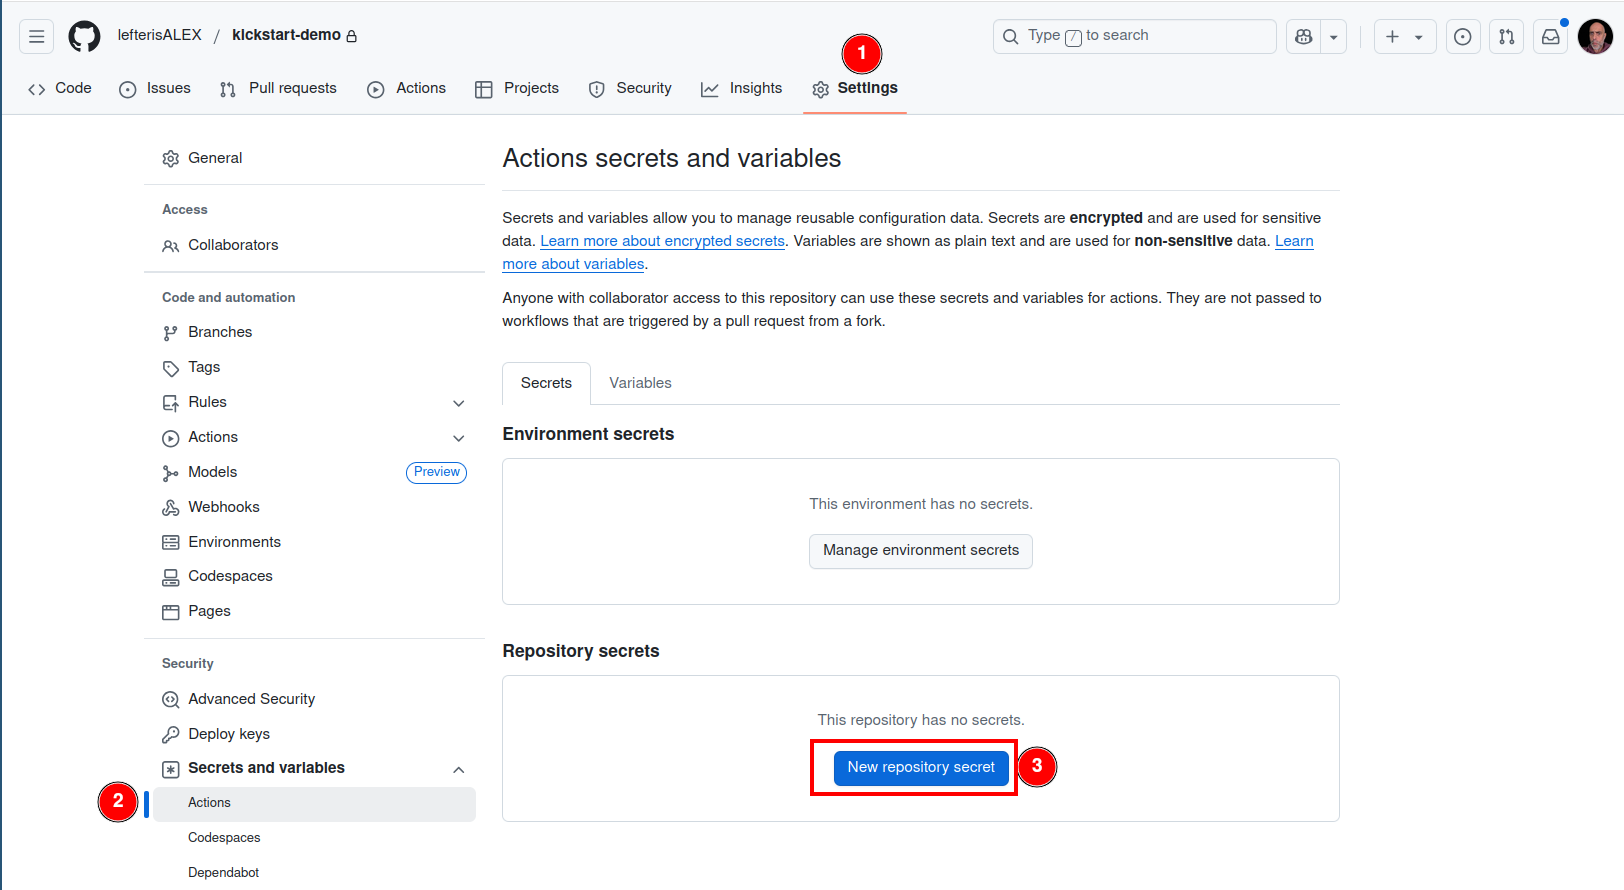 lefterisALEX / kickstart-demo
Type / to search
1
Code Issues Pull requests Actions Projects Security Insights Settings
General
Access
Collaborators
Code and automation
Branches
Tags
Rules
Actions
Models Preview
Webhooks
Environments
Codespaces
Pages
Security
Advanced Security
Deploy keys
Secrets and variables
2 Actions
Codespaces
Dependabot
Actions secrets and variables
Secrets and variables allow you to manage reusable configuration data. Secrets are encrypted and are used for sensitive
data. Learn more about encrypted secrets. Variables are shown as plain text and are used for non-sensitive data. Learn
more about variables.
Anyone with collaborator access to this repository can use these secrets and variables for actions. They are not passed to
workflows that are triggered by a pull request from a fork.
Secrets Variables
Environment secrets
This environment has no secrets.
Manage environment secrets
Repository secrets
This repository has no secrets.
New repository secret 3